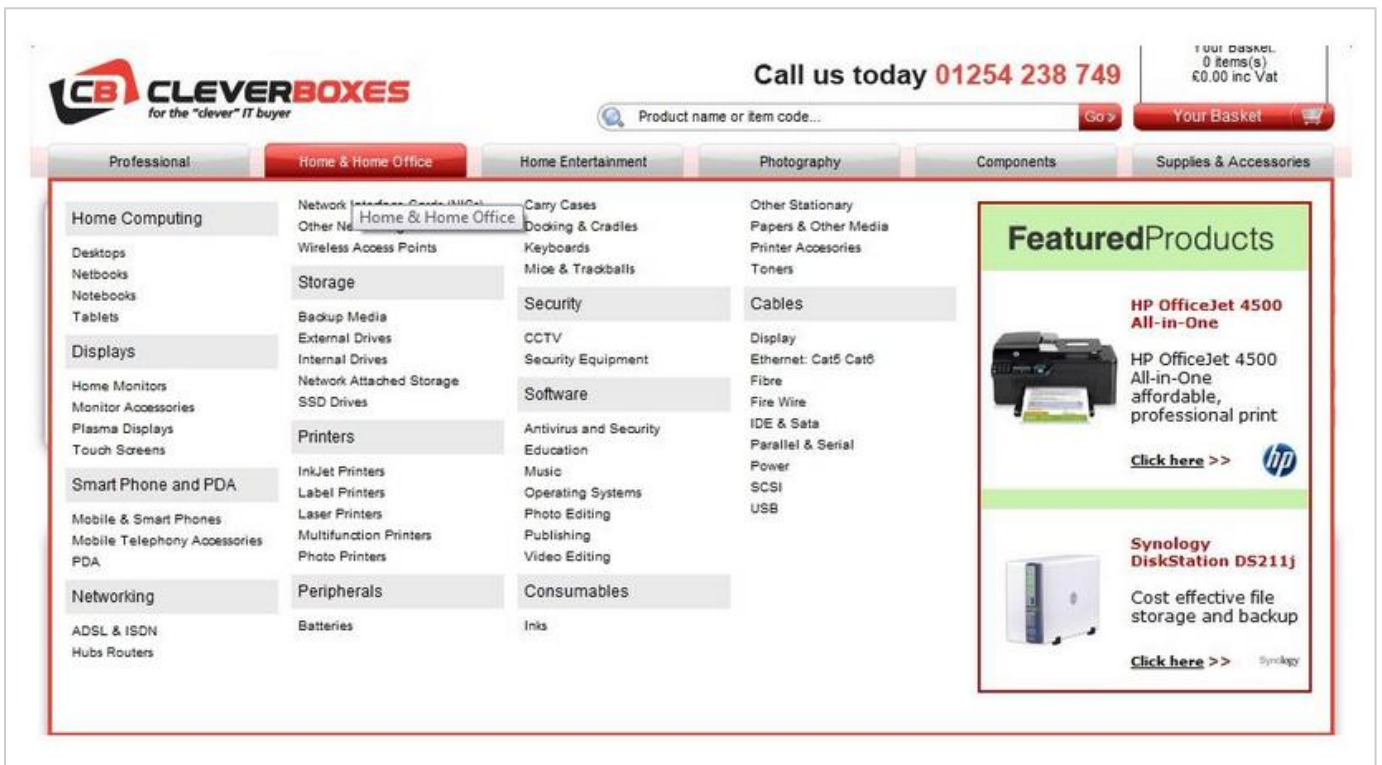 CB CLEVERBOXES
for the "clever" IT buyer
Call us today 01254 238 749
Your Basket:
0 items(s)
£0.00 inc Vat
Product name or item code...
Go >
Your Basket
Professional
Home & Home Office
Home Entertainment
Photography
Components
Supplies & Accessories
Home Computing
Desktops
Netbooks
Notebooks
Tablets
Displays
Home Monitors
Monitor Accessories
Plasma Displays
Touch Screens
Smart Phone and PDA
Mobile & Smart Phones
Mobile Telephony Accessories
PDA
Networking
ADSL & ISDN
Hubs Routers
Network Interface Cards (NICs)
Other Ne
Home & Home Office
Wireless Access Points
Storage
Backup Media
External Drives
Internal Drives
Network Attached Storage
SSD Drives
Printers
InkJet Printers
Label Printers
Laser Printers
Multifunction Printers
Photo Printers
Peripherals
Batteries
Carry Cases
Docking & Cradles
Keyboards
Mice & Trackballs
Security
CCTV
Security Equipment
Software
Antivirus and Security
Education
Music
Operating Systems
Photo Editing
Publishing
Video Editing
Consumables
Inks
Other Stationary
Papers & Other Media
Printer Accesories
Toners
Cables
Display
Ethernet: Cat5 Cat6
Fibre
Fire Wire
IDE & Sata
Parallel & Serial
Power
SCSI
USB
FeaturedProducts
HP OfficeJet 4500
All-in-One
HP OfficeJet 4500
All-in-One
affordable,
professional print
Click here >>
hp
Synology
DiskStation DS211j
Cost effective file
storage and backup
Click here >>
Synology